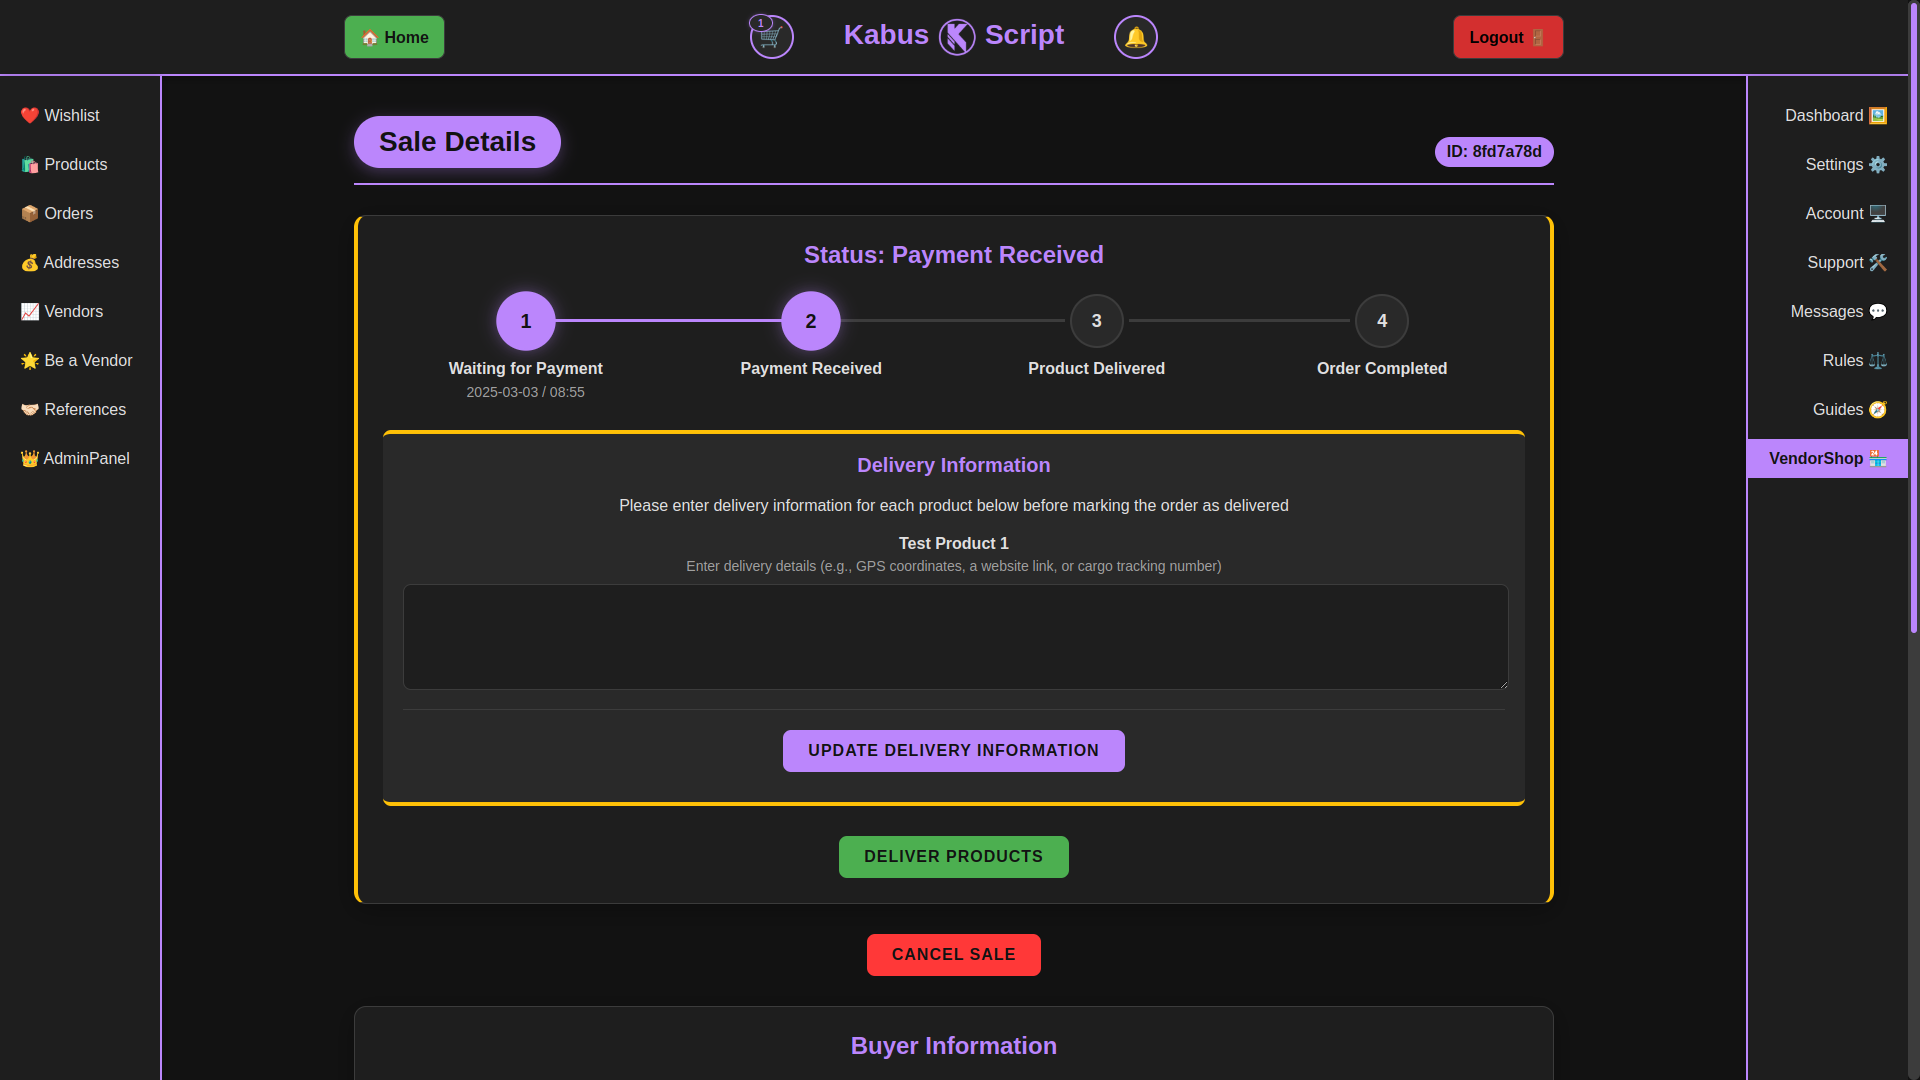 🏠 Home
1
Kabus Script
Logout
❤️ Wishlist
🛍️ Products
📦 Orders
💰 Addresses
📈 Vendors
🌟 Be a Vendor
🤝🏻 References
👑 AdminPanel
Sale Details
ID: 8fd7a78d
Status: Payment Received
1
2
3
4
Waiting for Payment
Payment Received
Product Delivered
Order Completed
2025-03-03 / 08:55
Delivery Information
Please enter delivery information for each product below before marking the order as delivered
Test Product 1
Enter delivery details (e.g., GPS coordinates, a website link, or cargo tracking number)
UPDATE DELIVERY INFORMATION
DELIVER PRODUCTS
CANCEL SALE
Buyer Information
Dashboard 🖼️
Settings ⚙️
Account 🖥️
Support 🛠️
Messages 💬
Rules ⚖️
Guides 🧭
VendorShop 🏪